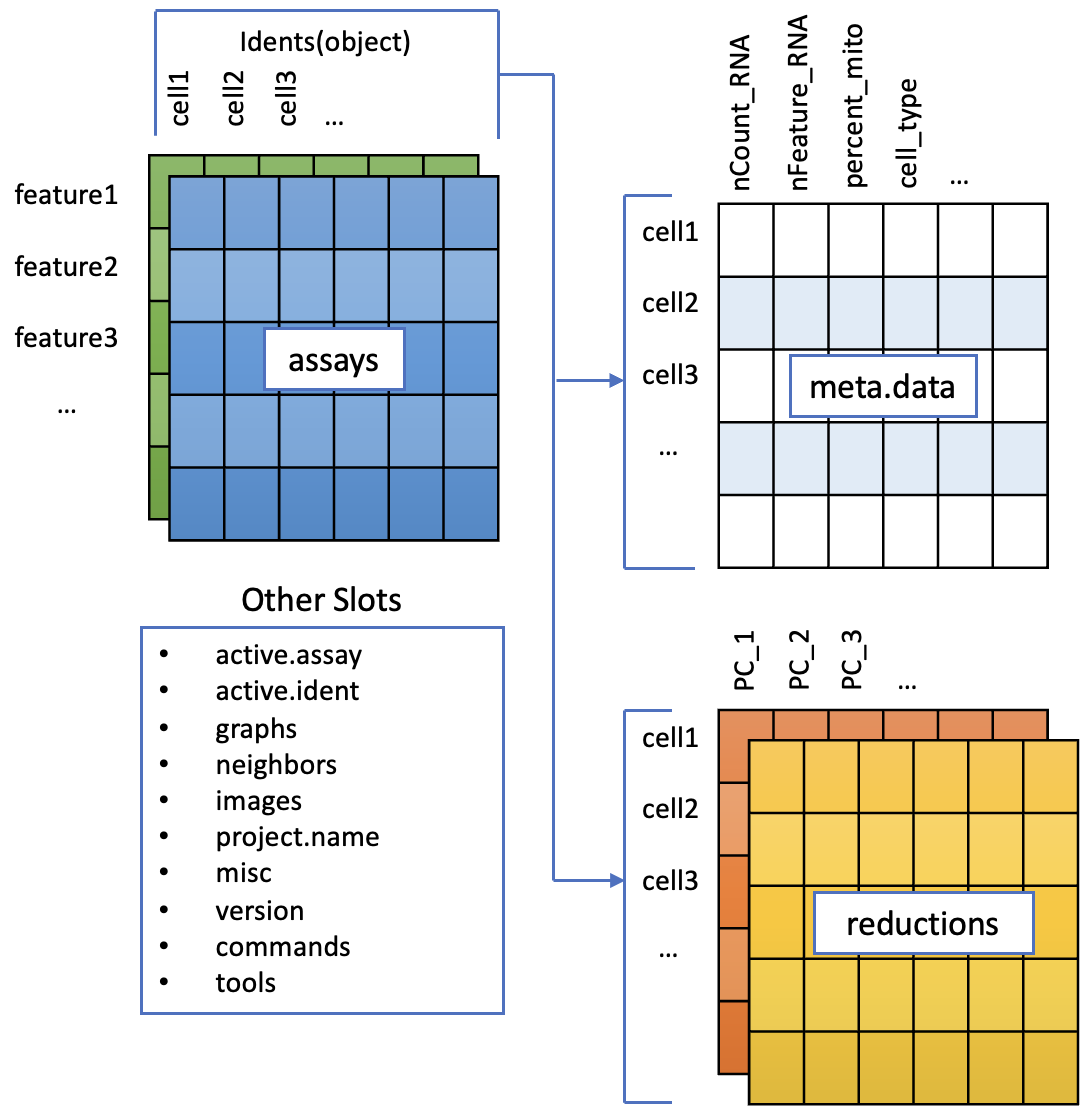 Idents(object)
cell1
cell2
cell3
...
feature1
feature2
feature3
...
assays
nCount_RNA
nFeature_RNA
percent_mito
cell_type
...
cell1
cell2
cell3
...
meta.data
Other Slots
• active.assay
• active.ident
• graphs
• neighbors
• images
• project.name
• misc
• version
• commands
• tools
PC_1
PC_2
PC_3
...
cell1
cell2
cell3
...
reductions